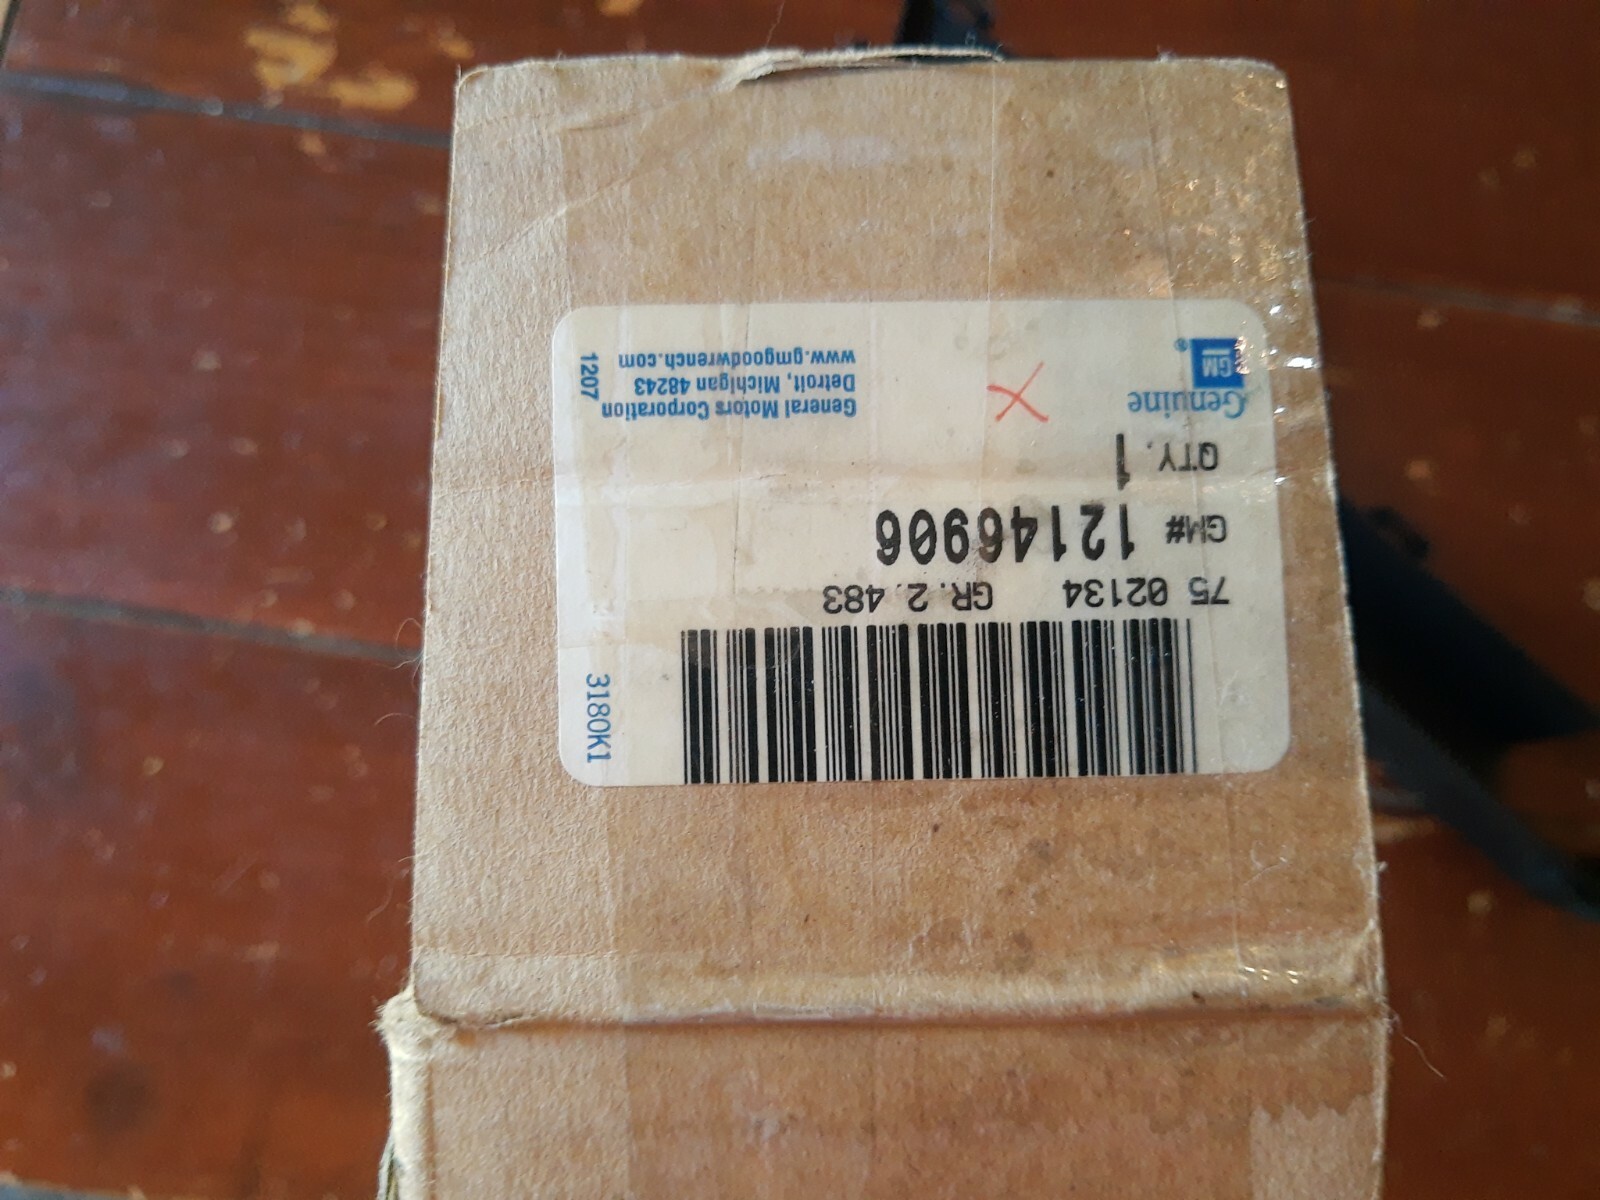 GM
®
Genuine
General Motors Corporation
Detroit, Michigan 48243
www.gmgoodwrench.com
1207
QTY. 1
GM# 12146906
75 02134 GR. 2.483
3180K1